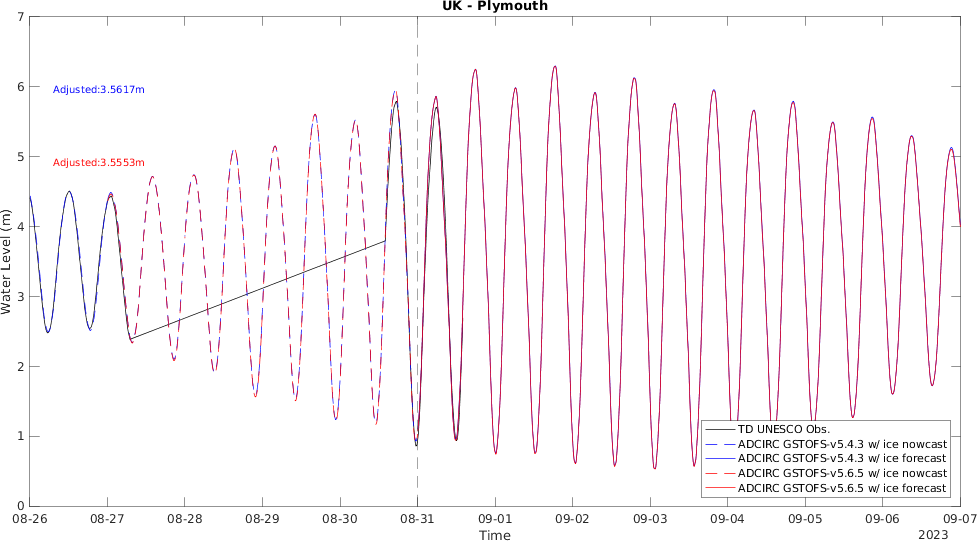 UK - Plymouth
7
6
5
4
3
2
1
0
Water Level (m)
Adjusted:3.5617m
Adjusted:3.5553m
TD UNESCO Obs.
ADCIRC GSTOFS-v5.4.3 w/ ice nowcast
ADCIRC GSTOFS-v5.4.3 w/ ice forecast
ADCIRC GSTOFS-v5.6.5 w/ ice nowcast
ADCIRC GSTOFS-v5.6.5 w/ ice forecast
08-26 08-27 08-28 08-29 08-30 08-31 09-01 09-02 09-03 09-04 09-05 09-06 09-07
Time
2023